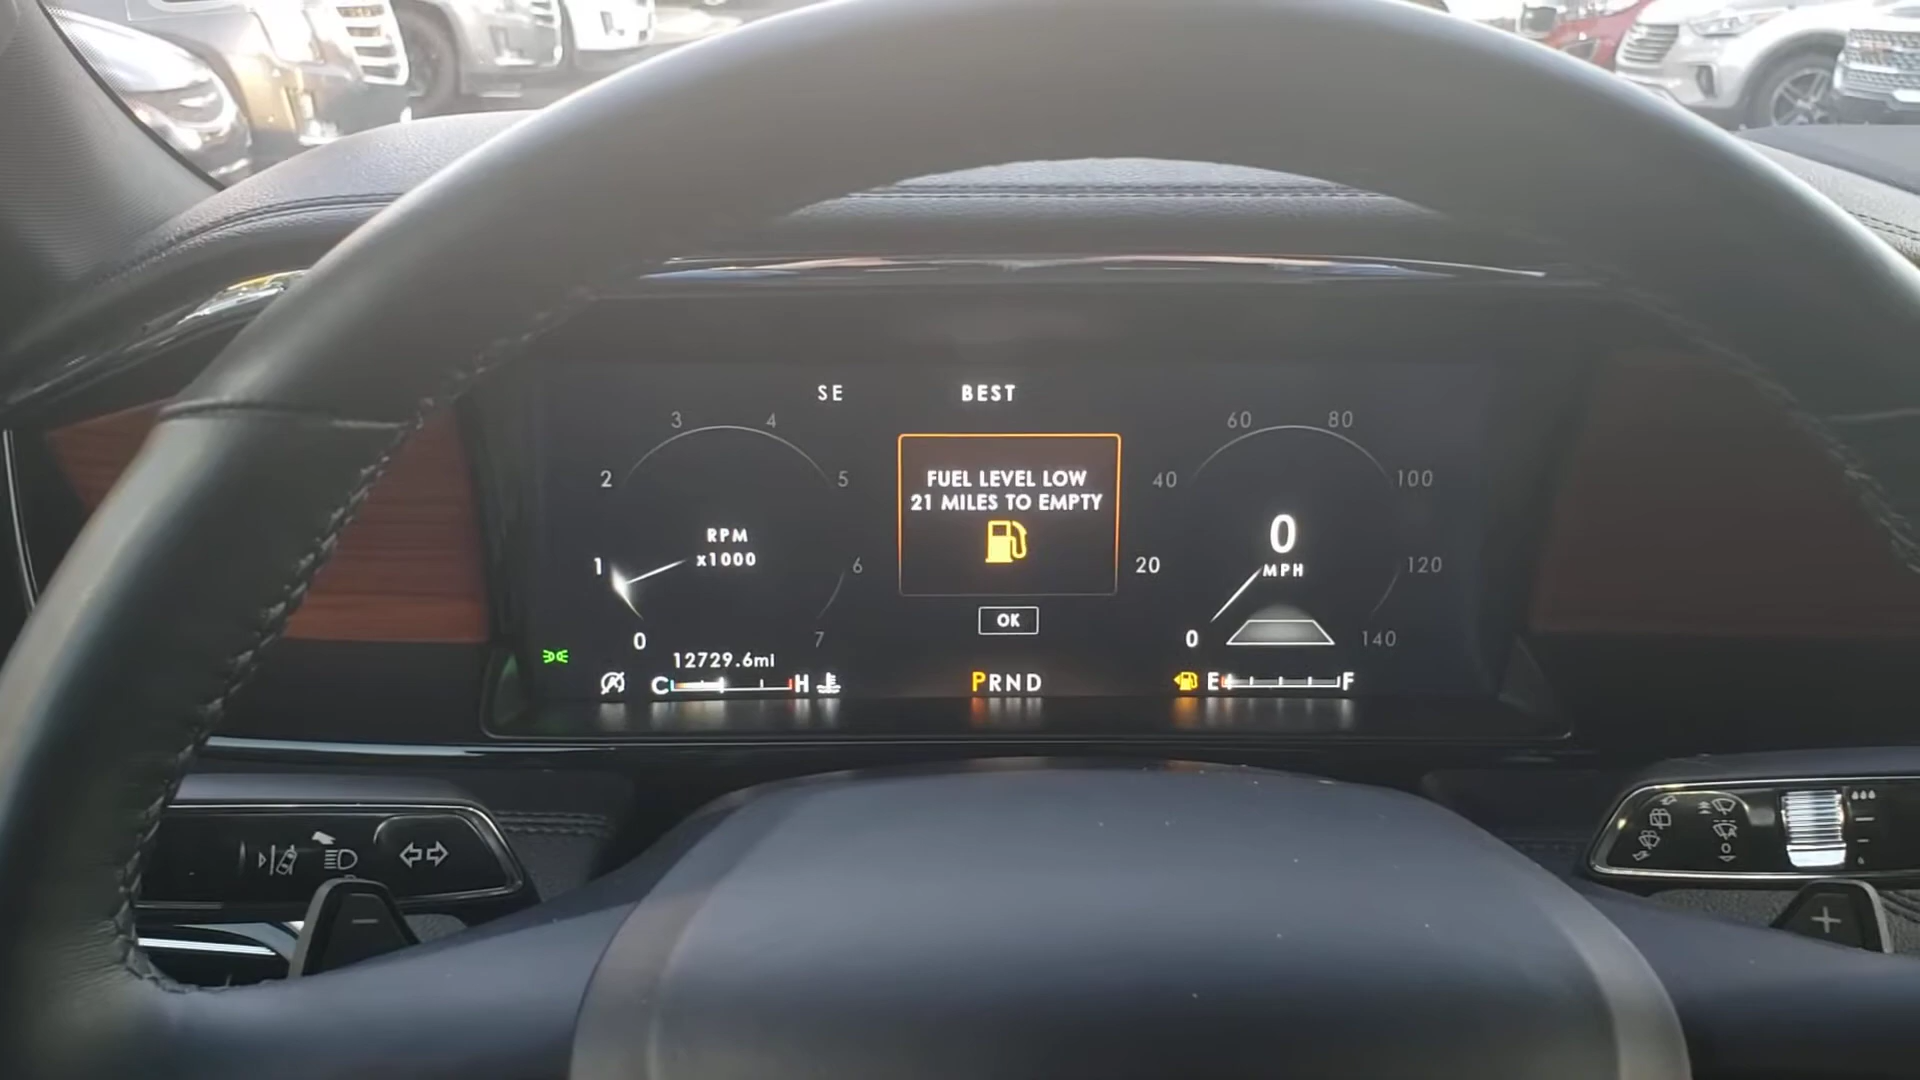 SE BEST
3 4
60 80
2 5
40 100
FUEL LEVEL LOW
21 MILES TO EMPTY
RPM
x1000
0
MPH
1 6
20 120
OK
0 7
0 140
12729.6mi
C H
PRND
E F
- +